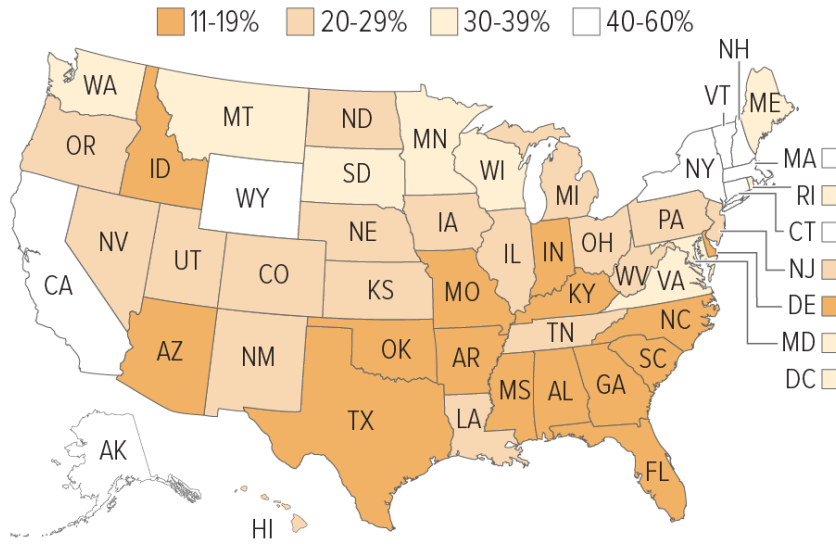 11-19% 20-29% 30-39% 40-60%
NH
WA VT ME
MT ND
OR MN MA
ID NY
SD WI RI
WY MI
CT
IA PA
NE NJ
NV IL IN OH
UT CO WV VA DE
CA KS MO KY
NC MD
TN
AZ NM OK AR SC DC
MS AL GA
TX LA
AK
FL
HI